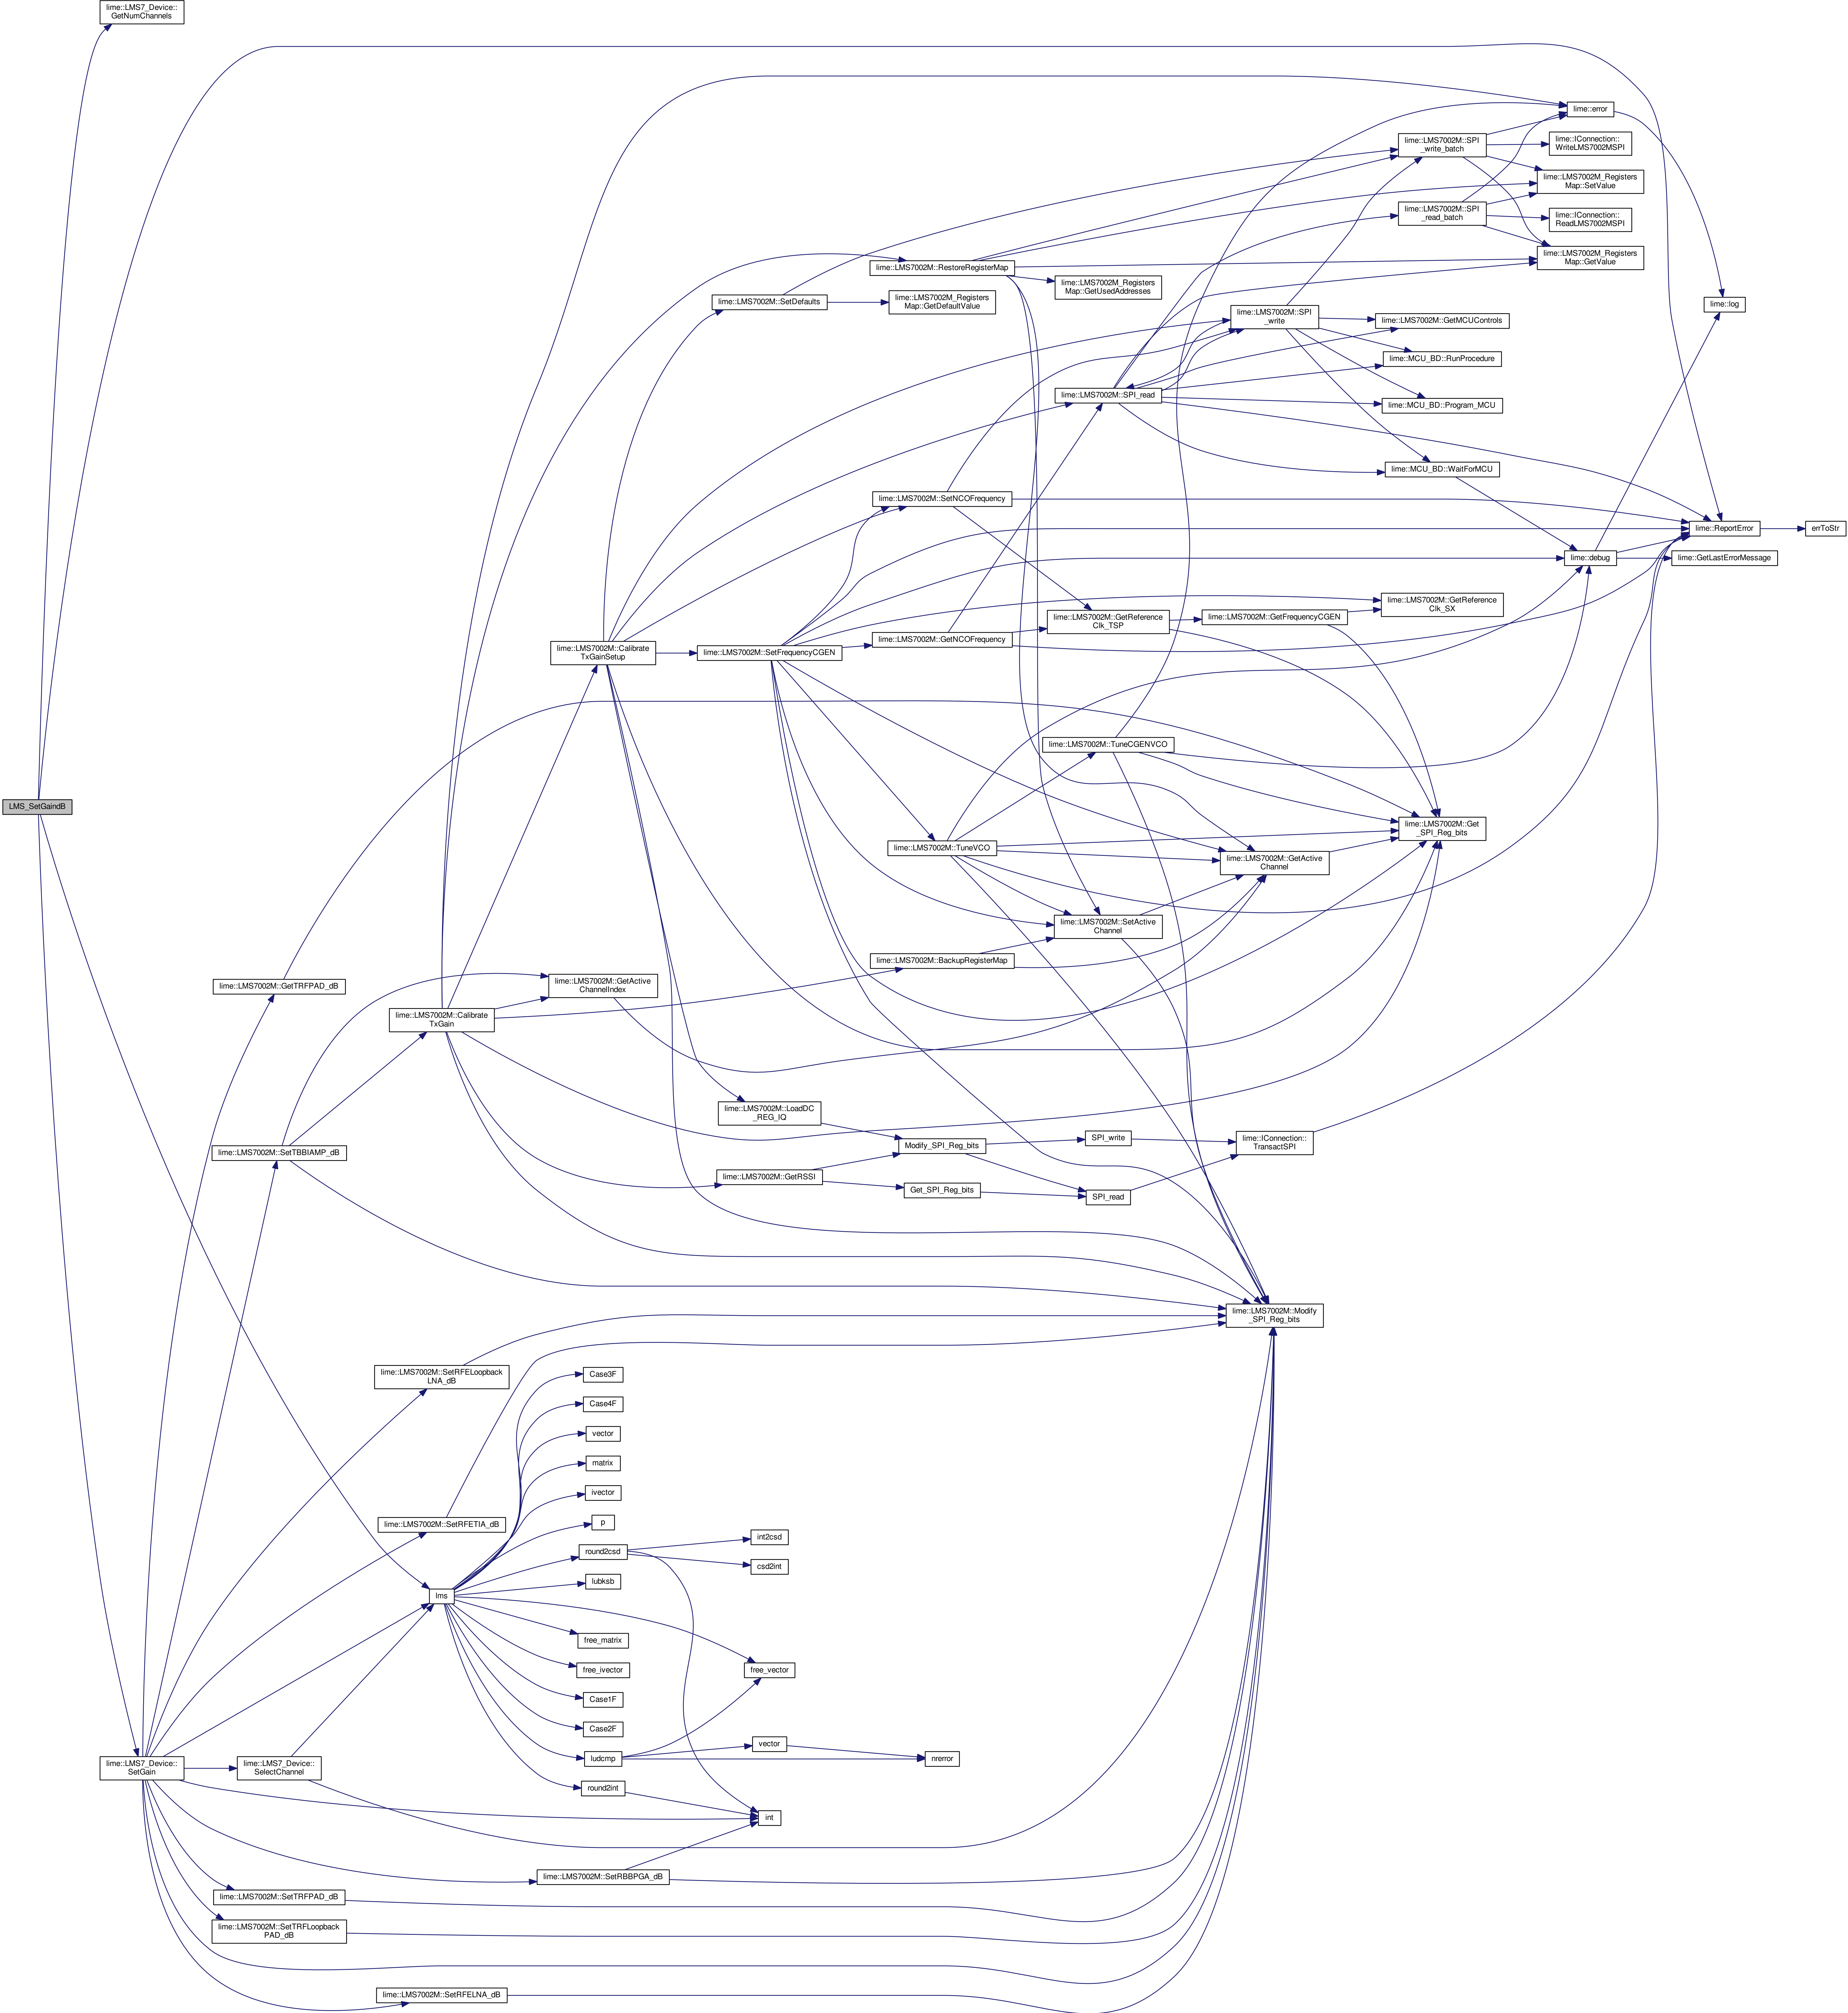 lime::LMS7_Device::
GetNumChannels
lime::error
lime::LMS7002M::SPI
_write_batch
lime::IConnection::
WriteLMS7002MSPI
lime::LMS7002M_Registers
Map::SetValue
lime::LMS7002M::SPI
_read_batch
lime::IConnection::
ReadLMS7002MSPI
lime::LMS7002M_Registers
Map::GetValue
lime::LMS7002M::RestoreRegisterMap
lime::LMS7002M_Registers
Map::GetUsedAddresses
lime::LMS7002M::SetDefaults
lime::LMS7002M_Registers
Map::GetDefaultValue
lime::log
lime::LMS7002M::SPI
_write
lime::LMS7002M::GetMCUControls
lime::MCU_BD::RunProcedure
lime::LMS7002M::SPI_read
lime::MCU_BD::Program_MCU
lime::MCU_BD::WaitForMCU
lime::LMS7002M::SetNCOFrequency
lime::ReportError
errToStr
lime::debug
lime::GetLastErrorMessage
lime::LMS7002M::GetReference
Clk_SX
lime::LMS7002M::GetReference
Clk_TSP
lime::LMS7002M::GetFrequencyCGEN
lime::LMS7002M::Calibrate
TxGainSetup
lime::LMS7002M::SetFrequencyCGEN
lime::LMS7002M::GetNCOFrequency
lime::LMS7002M::TuneCGENVCO
LMS_SetGaindB
lime::LMS7002M::Get
_SPI_Reg_bits
lime::LMS7002M::TuneVCO
lime::LMS7002M::GetActive
Channel
lime::LMS7002M::SetActive
Channel
lime::LMS7002M::BackupRegisterMap
lime::LMS7002M::GetTRFPAD_dB
lime::LMS7002M::GetActive
ChannelIndex
lime::LMS7002M::Calibrate
TxGain
lime::LMS7002M::LoadDC
_REG_IQ
lime::LMS7002M::SetTBBIAMP_dB
Modify_SPI_Reg_bits
SPI_write
lime::IConnection::
TransactSPI
lime::LMS7002M::GetRSSI
Get_SPI_Reg_bits
SPI_read
lime::LMS7002M::Modify
_SPI_Reg_bits
lime::LMS7002M::SetRFELoopback
LNA_dB
Case3F
Case4F
vector
matrix
ivector
lime::LMS7002M::SetRFETIA_dB
p
int2csd
round2csd
csd2int
lubksb
lms
free_matrix
free_ivector
free_vector
Case1F
Case2F
vector
ludcmp
nrerror
lime::LMS7_Device::
SetGain
lime::LMS7_Device::
SelectChannel
round2int
int
lime::LMS7002M::SetRBBPGA_dB
lime::LMS7002M::SetTRFPAD_dB
lime::LMS7002M::SetTRFLoopback
PAD_dB
lime::LMS7002M::SetRFELNA_dB